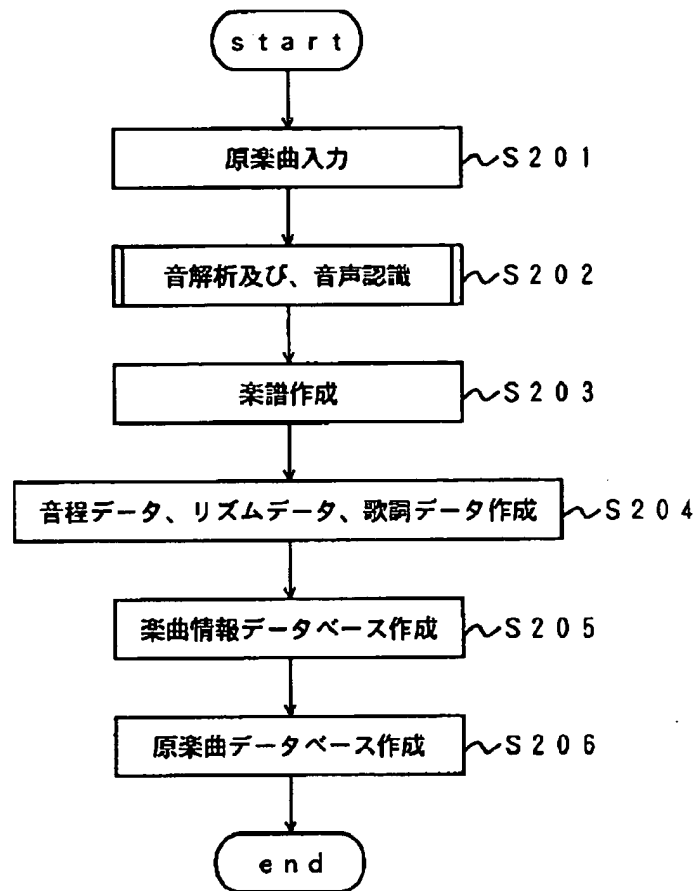 start
原楽曲入力 S201
音解析及び、音声認識 S202
楽譜作成 S203
音程データ、リズムデータ、歌詞データ作成 S204
楽曲情報データベース作成 S205
原楽曲データベース作成 S206
end